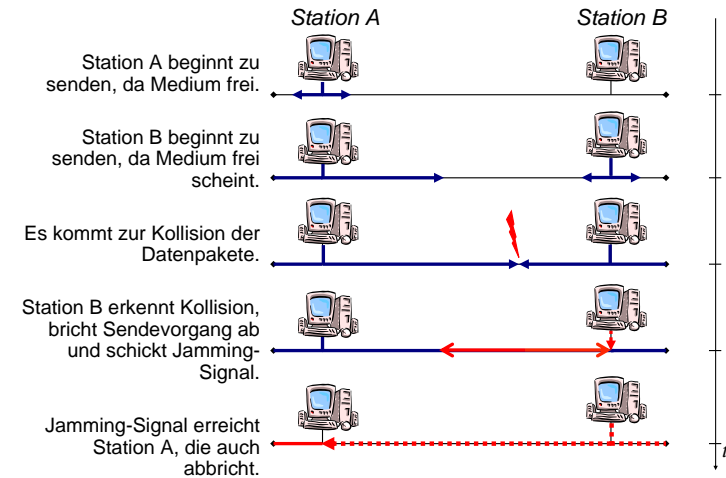 Station A
Station B
Station A beginnt zu
senden, da Medium frei.
Station B beginnt zu
senden, da Medium frei
scheint.
Es kommt zur Kollision der
Datenpakete.
Station B erkennt Kollision,
bricht Sendevorgang ab
und schickt Jamming-
Signal.
Jamming-Signal erreicht
Station A, die auch
abbricht.
t